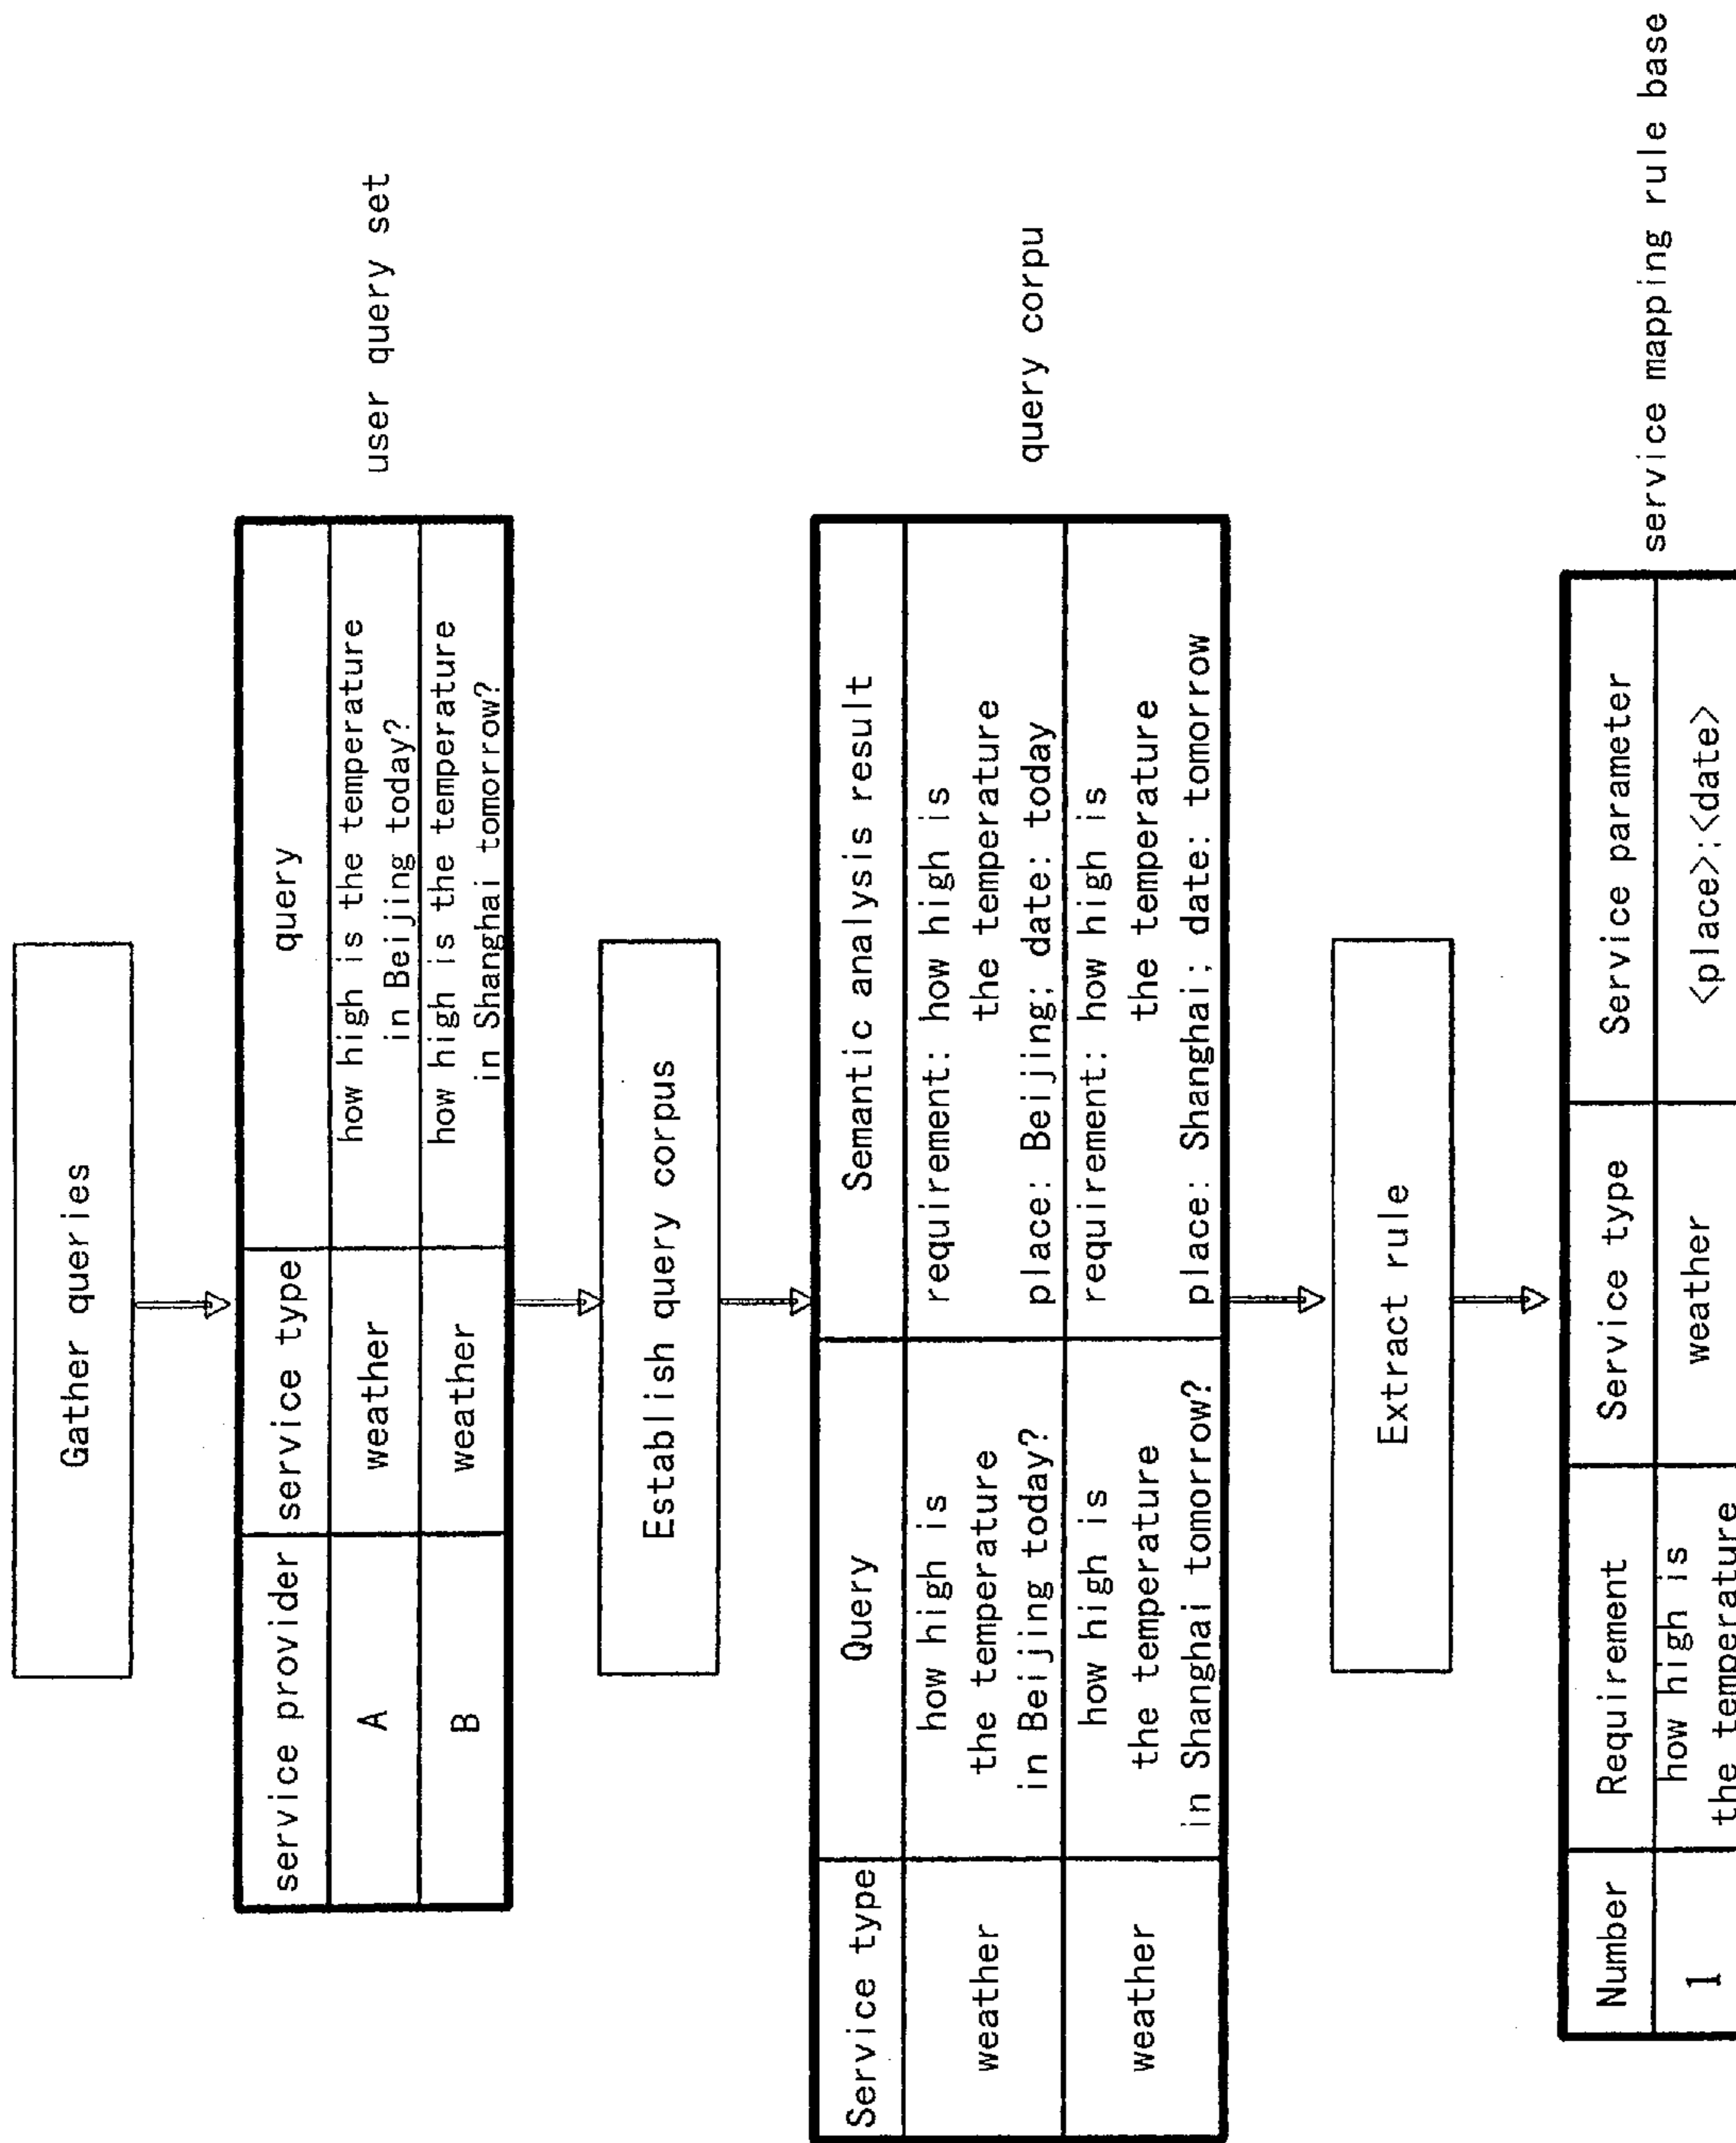 Gather queries
service provider service type query
A weather how high is the temperature
in Beijing today?
B weather how high is the temperature
in Shanghai tomorrow?
user query set
Establish query corpus
Service type Query Semantic analysis result
weather
how high is
the temperature
in Beijing today?
requirement: how high is
the temperature
place: Beijing; date: today
weather
how high is
the temperature
in Shanghai tomorrow?
requirement: how high is
the temperature
place: Shanghai; date: tomorrow
query corpu
Extract rule
Number Requirement Service type Service parameter
1
how high is
the temperature
weather
<place>;<date>
service mapping rule base